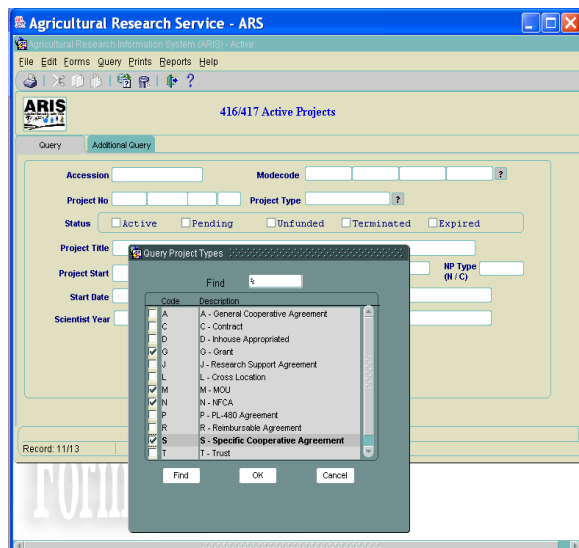 Agricultural Research Service - ARS
Agricultural Research Information System (ARIS) - Active
File Edit Forms Query Prints Reports Help
ARIS
416/417 Active Projects
Query Additional Query
Accession Modecode ?
Project No Project Type ?
Status Active Pending Unfunded Terminated Expired
Project Title
Project Start NP Type
(N / C)
Start Date
Scientist Year
Query Project Types
Find %
Code Description
A A - General Cooperative Agreement
C C - Contract
D D - Inhouse Appropriated
G G - Grant
J J - Research Support Agreement
L L - Cross Location
M M - MOU
N N - NFCA
P P - PL-480 Agreement
R R - Reimbursable Agreement
S S - Specific Cooperative Agreement
T T - Trust
Find OK Cancel
Record: 11/13